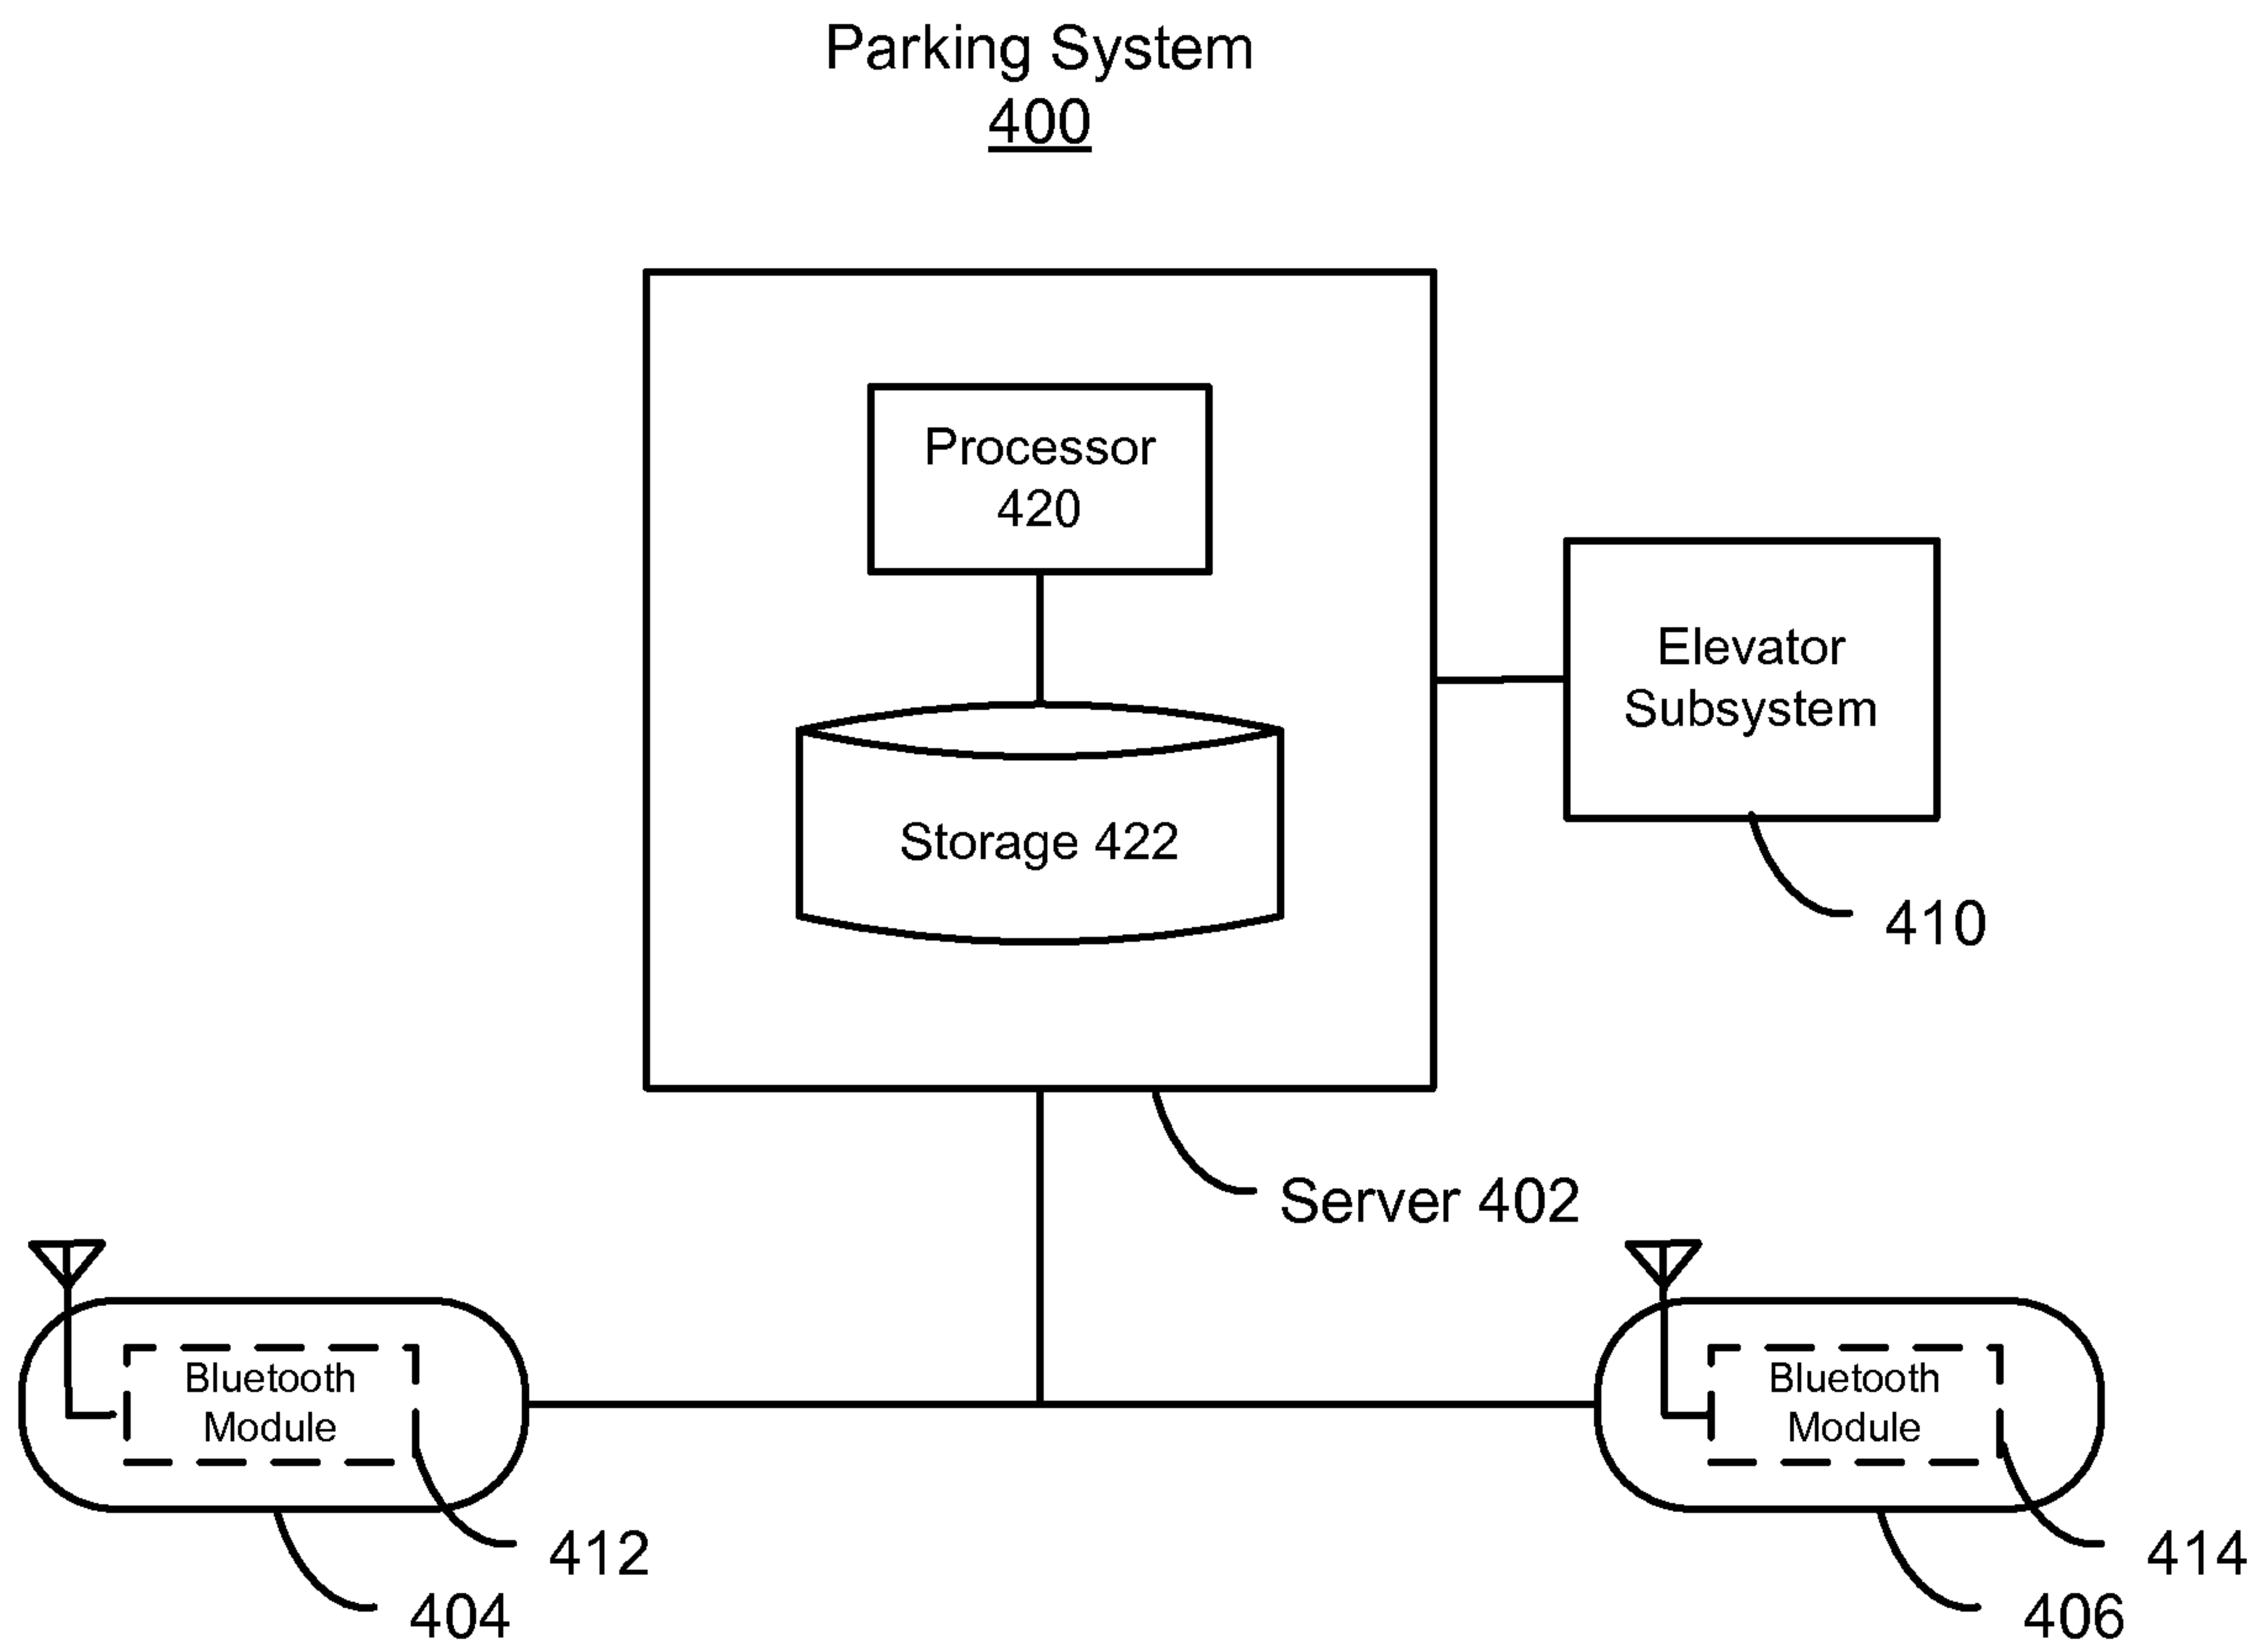 Parking System
400
Processor
420
Elevator
Subsystem
Storage 422
410
Server 402
Bluetooth
Module
Bluetooth
Module
412
414
404
406